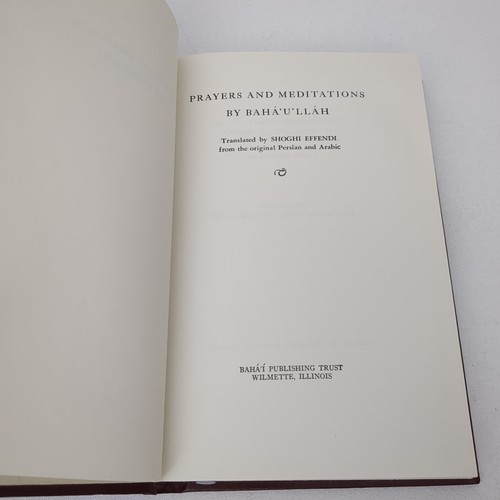 PRAYERS AND MEDITATIONS
BY BAHÁ'U'LLÁH
Translated by SHOGHI EFFENDI
from the original Persian and Arabic
BAHÁ'Í PUBLISHING TRUST
WILMETTE, ILLINOIS